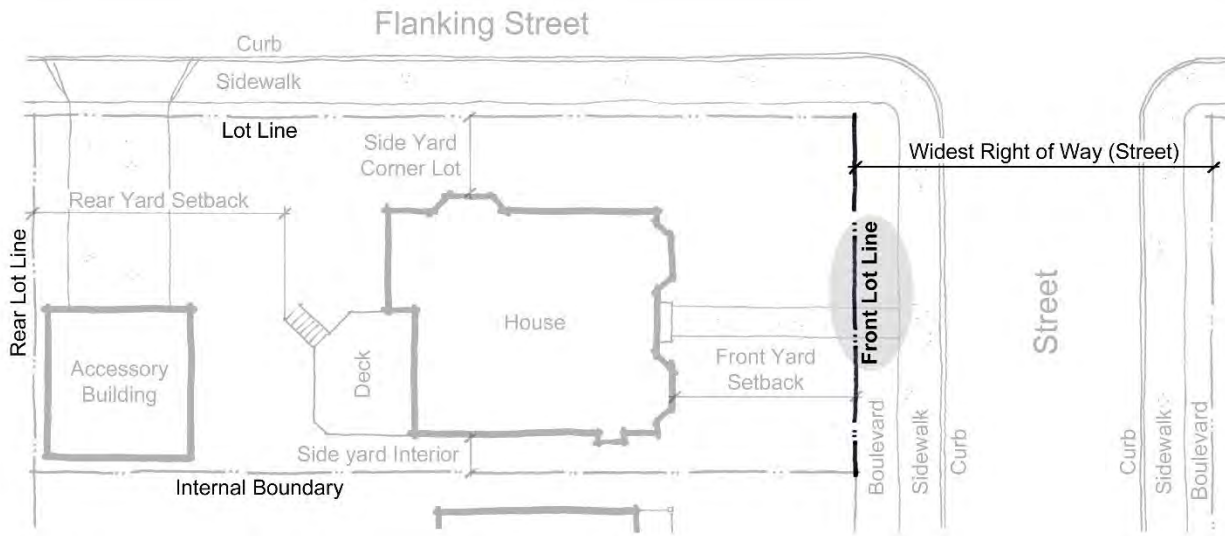 Flanking Street
Curb
Sidewalk
Lot Line
Side Yard
Corner Lot
Widest Right of Way (Street)
Rear Yard Setback
Rear Lot Line
Front Lot Line
House
Street
Accessory
Building
Deck
Front Yard
Setback
Side yard Interior
Internal Boundary
Boulevard
Sidewalk
Curb
Curb
Sidewalk
Boulevard